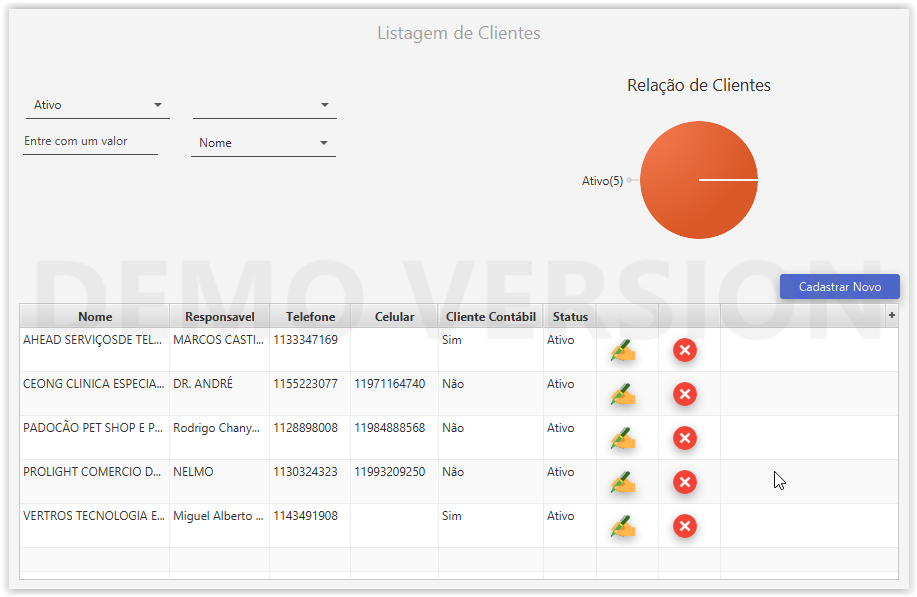 Listagem de Clientes
Relação de Clientes
Ativo
Entre com um valor
Nome
Ativo(5)
DEMO VERSION
Cadastrar Novo
Nome Responsavel Telefone Celular Cliente Contábil Status +
AHEAD SERVIÇOSDE TEL... MARCOS CASTI... 1133347169 Sim Ativo
CEONG CLINICA ESPECIA... DR. ANDRÉ 1155223077 11971164740 Não Ativo
PADOCÃO PET SHOP E P... Rodrigo Chany... 1128898008 11984888568 Não Ativo
PROLIGHT COMERCIO D... NELMO 1130324323 11993209250 Não Ativo
VERTROS TECNOLOGIA E... Miguel Alberto ... 1143491908 Sim Ativo